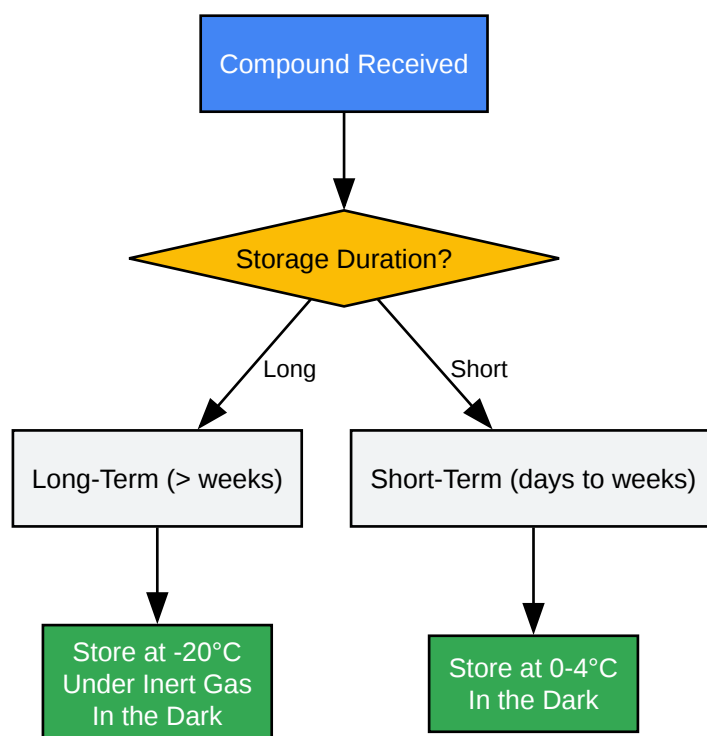 Compound Received
Storage Duration?
Long
Short
Long-Term (> weeks)
Short-Term (days to weeks)
Store at -20°C
Under Inert Gas
In the Dark
Store at 0-4°C
In the Dark